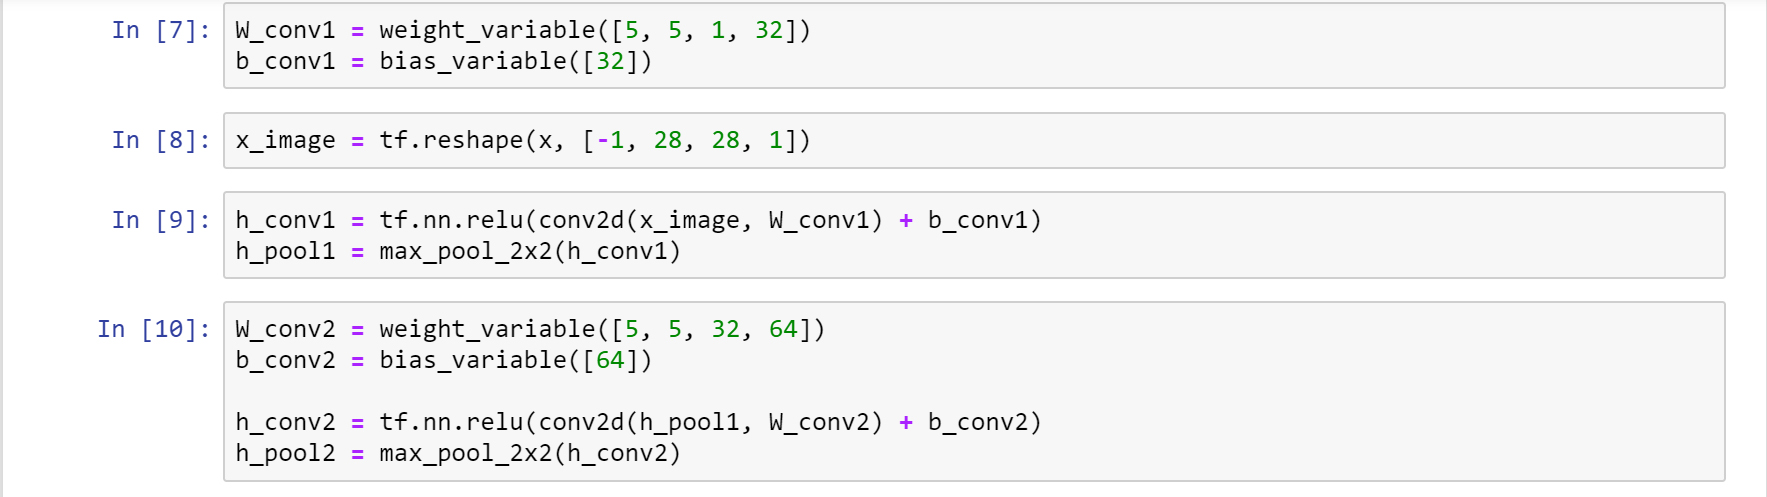 In [7]: W_conv1 = weight_variable([5, 5, 1, 32])
b_conv1 = bias_variable([32])
In [8]: x_image = tf.reshape(x, [-1, 28, 28, 1])
In [9]: h_conv1 = tf.nn.relu(conv2d(x_image, W_conv1) + b_conv1)
h_pool1 = max_pool_2x2(h_conv1)
In [10]: W_conv2 = weight_variable([5, 5, 32, 64])
b_conv2 = bias_variable([64])
h_conv2 = tf.nn.relu(conv2d(h_pool1, W_conv2) + b_conv2)
h_pool2 = max_pool_2x2(h_conv2)